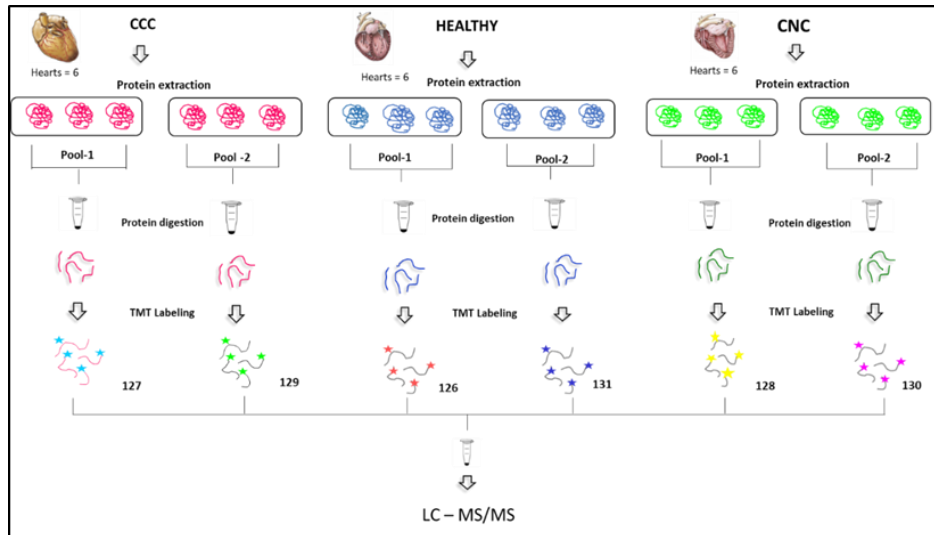 CCC
HEALTHY
CNC
Hearts = 6
Hearts = 6
Hearts = 6
Protein extraction
Protein extraction
Protein extraction
Pool-1
Pool -2
Pool-1
Pool-2
Pool-1
Pool-2
Protein digestion
Protein digestion
Protein digestion
TMT Labeling
TMT Labeling
TMT Labeling
127
129
126
131
128
130
LC – MS/MS